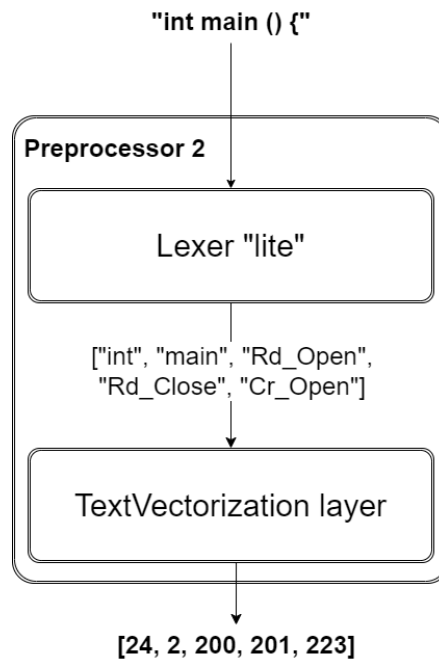 "int main () {"
Preprocessor 2
Lexer "lite"
["int", "main", "Rd_Open",
"Rd_Close", "Cr_Open"]
TextVectorization layer
[24, 2, 200, 201, 223]